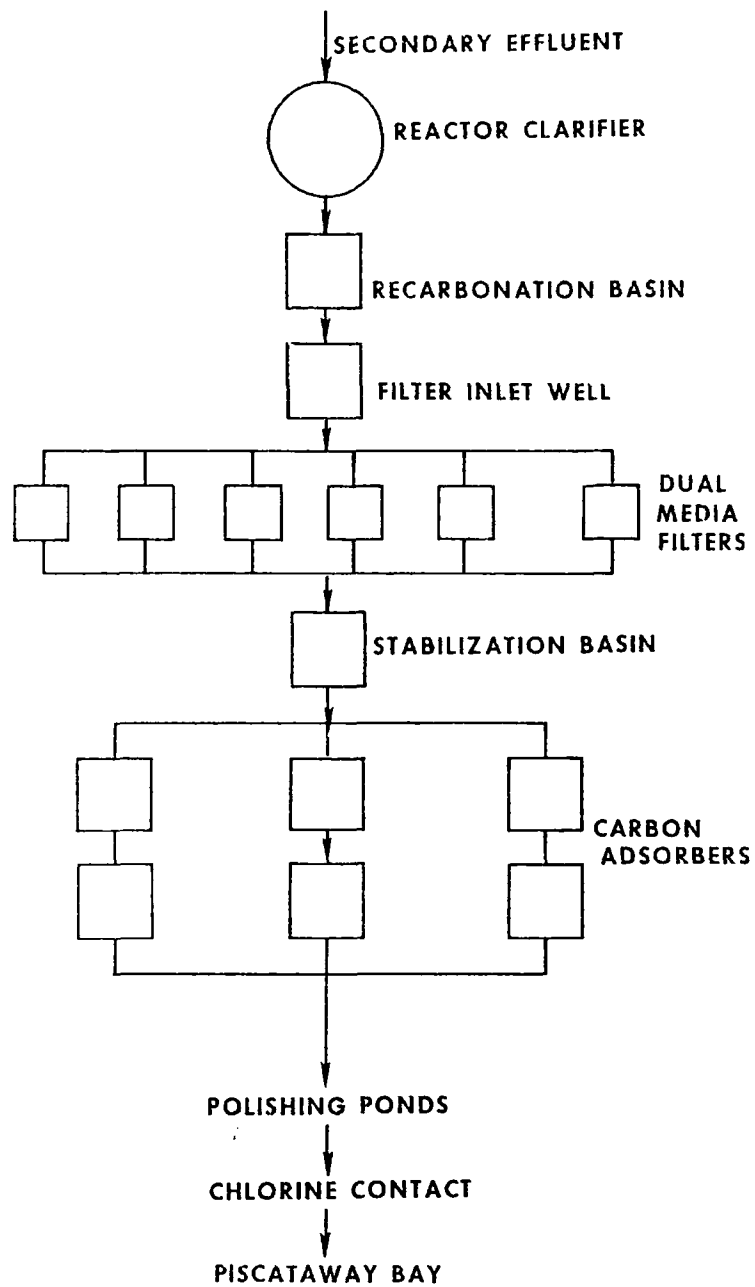 SECONDARY EFFLUENT
REACTOR CLARIFIER
RECARBONATION BASIN
FILTER INLET WELL
DUAL
MEDIA
FILTERS
STABILIZATION BASIN
CARBON
ADSORBERS
POLISHING PONDS
CHLORINE CONTACT
PISCATAWAY BAY